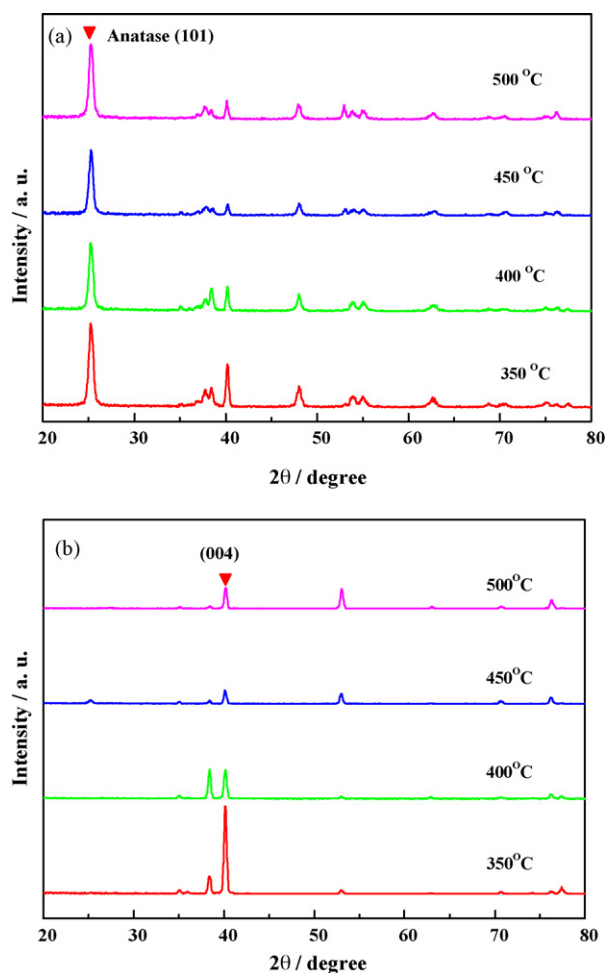 (a)
Anatase (101)
500 °C
450 °C
400 °C
350 °C
Intensity / a. u.
20 30 40 50 60 70 80
2θ / degree
(b)
(004)
500°C
450°C
400°C
350°C
Intensity / a. u.
20 30 40 50 60 70 80
2θ / degree